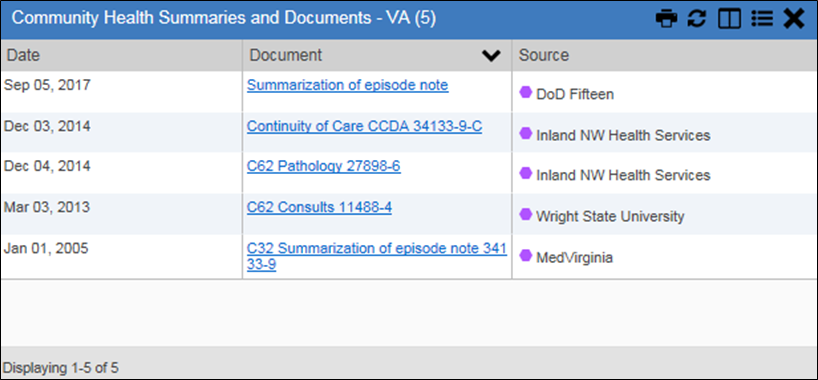 Community Health Summaries and Documents - VA (5)
Date Document Source
Sep 05, 2017 Summarization of episode note DoD Fifteen
Dec 03, 2014 Continuity of Care CCDA 34133-9-C Inland NW Health Services
Dec 04, 2014 C62 Pathology 27898-6 Inland NW Health Services
Mar 03, 2013 C62 Consults 11488-4 Wright State University
Jan 01, 2005 C32 Summarization of episode note 341 MedVirginia
33-9
Displaying 1-5 of 5